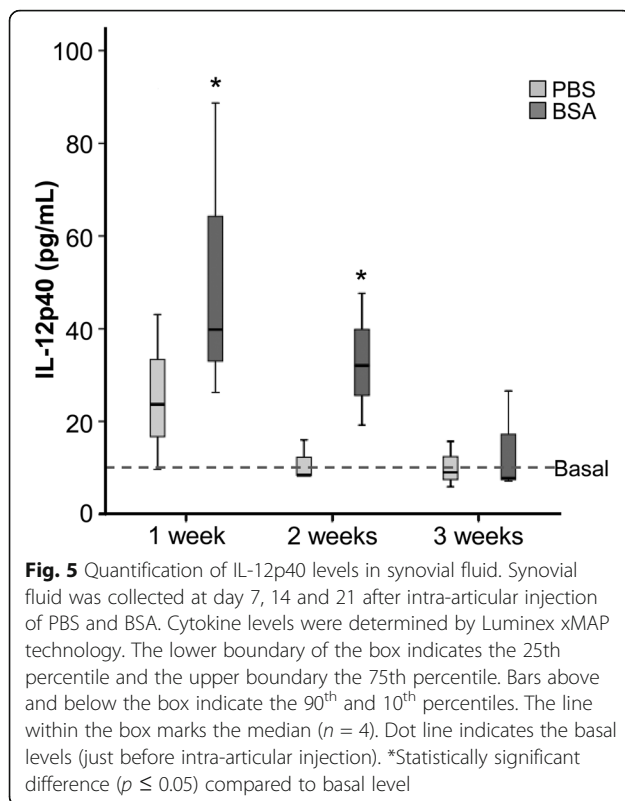 100
80
60
40
20
0
IL-12p40 (pg/mL)
PBS
BSA
*
*
Basal
1 week
2 weeks
3 weeks
Fig. 5 Quantification of IL-12p40 levels in synovial fluid. Synovial
fluid was collected at day 7, 14 and 21 after intra-articular injection
of PBS and BSA. Cytokine levels were determined by Luminex xMAP
technology. The lower boundary of the box indicates the 25th
percentile and the upper boundary the 75th percentile. Bars above
and below the box indicate the 90th and 10th percentiles. The line
within the box marks the median (n = 4). Dot line indicates the basal
levels (just before intra-articular injection). *Statistically significant
difference (p ≤ 0.05) compared to basal level